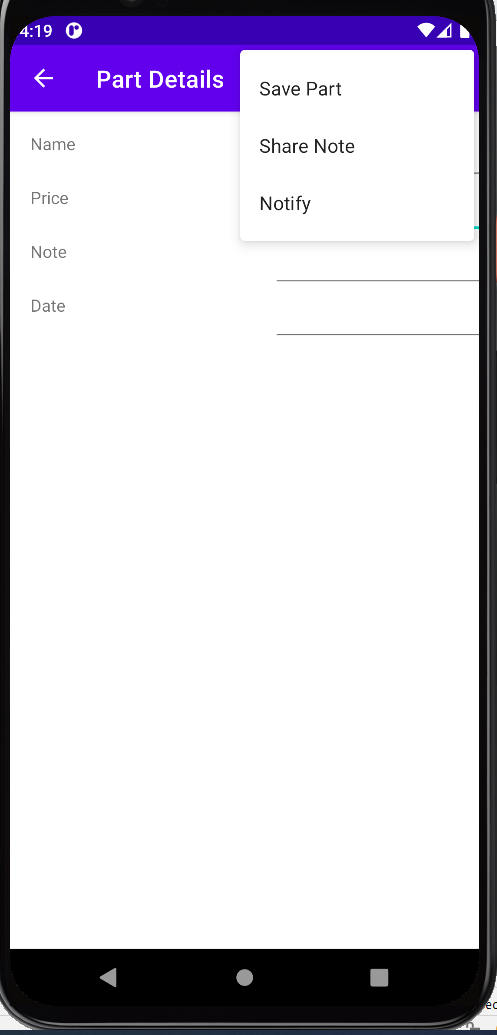 4:19
Part Details
Save Part
Share Note
Notify
Name
Price
Note
Date